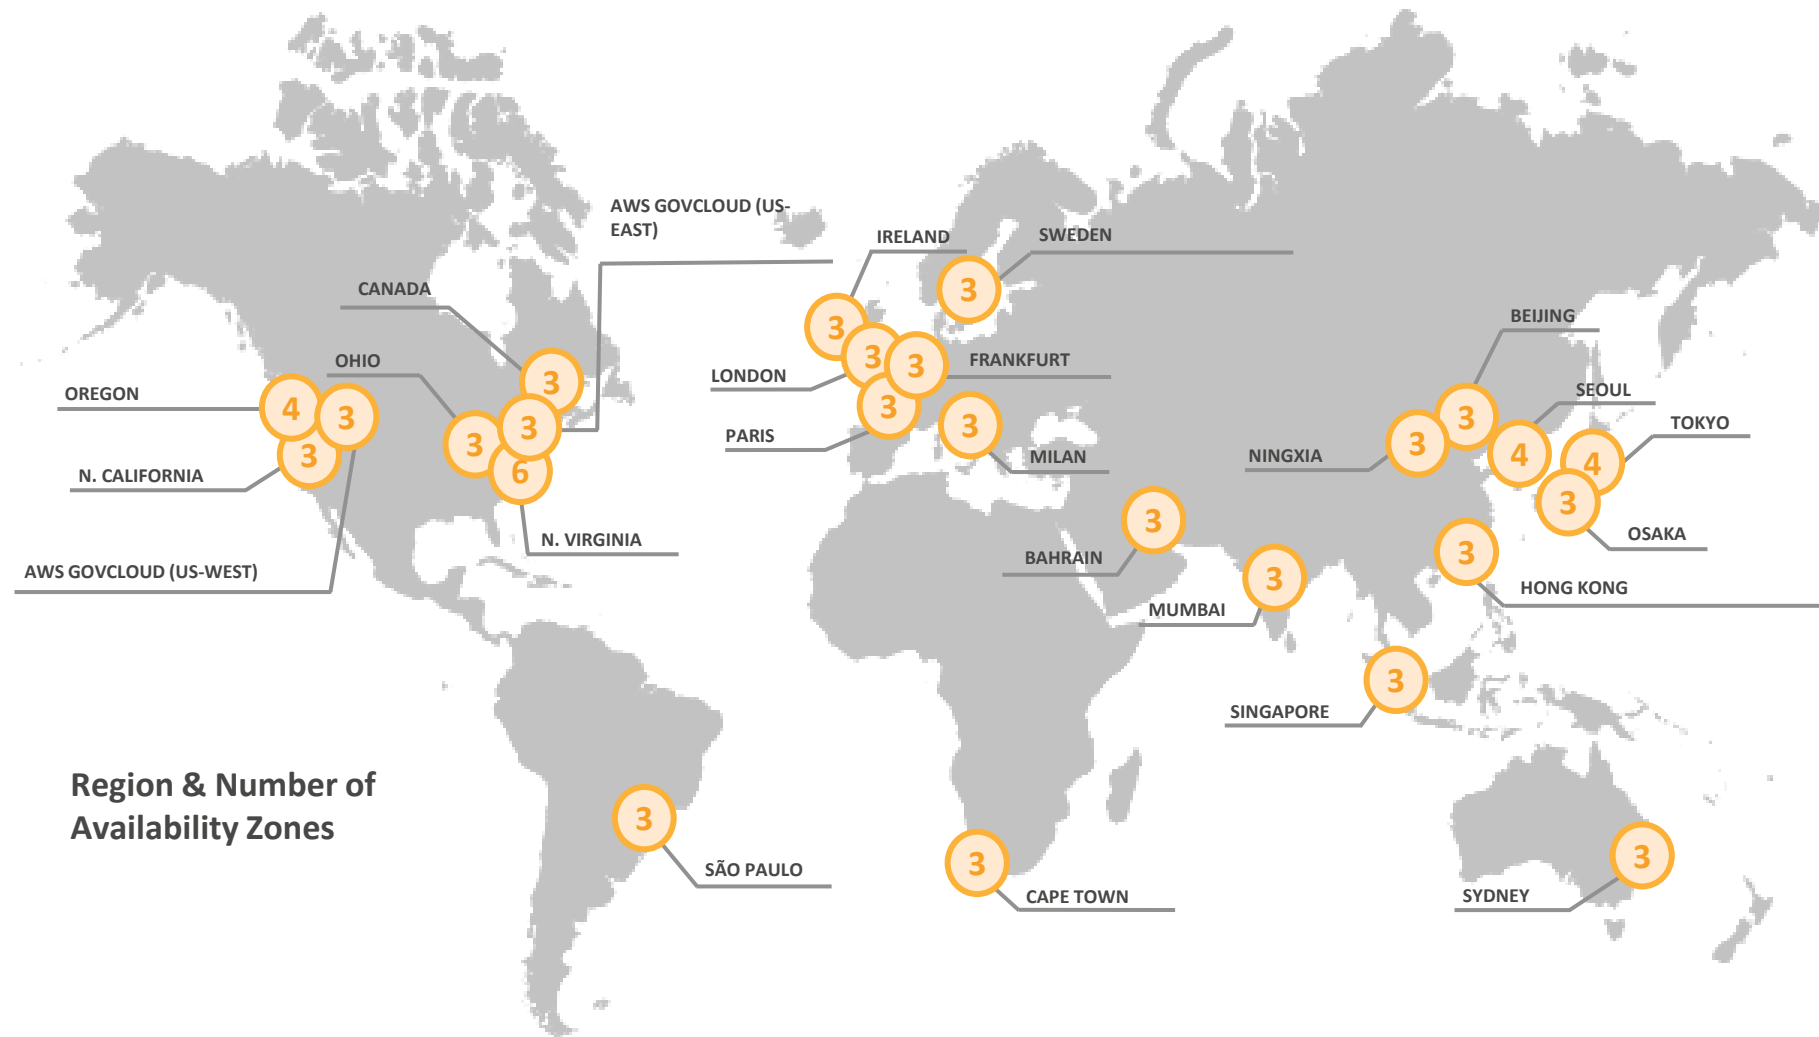 AWS GOVCLOUD (US-
EAST)
IRELAND
SWEDEN
CANADA
3
3
BEIJING
OHIO
3
LONDON
3
3
FRANKFURT
SEOUL
OREGON
4
3
3
3
3
PARIS
3
MILAN
3
NINGXIA
3
4
TOKYO
4
N. CALIFORNIA
3
3
6
N. VIRGINIA
3
OSAKA
AWS GOVCLOUD (US-WEST)
BAHRAIN
3
MUMBAI
3
3
HONG KONG
SINGAPORE
3
Region & Number of
Availability Zones
3
SÃO PAULO
3
CAPE TOWN
3
SYDNEY